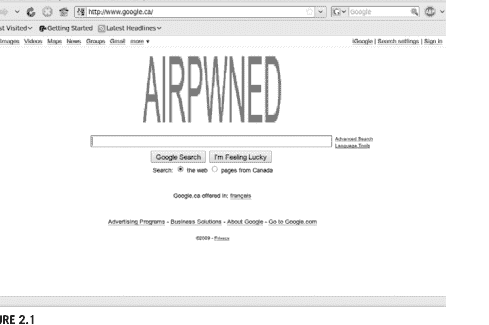 http://www.google.ca/
Google
st Visited Getting Started Latest Headlines
Images Videos Maps News Groups Gmail more ▼
iGoogle | Search settings | Sign in
AIRPWNED
Advanced Search
Language Tools
Google Search I'm Feeling Lucky
Search: the web pages from Canada
Google.ca offered in: français
Advertising Programs - Business Solutions - About Google - Go to Google.com
©2009 - Privacy
URE 2.1